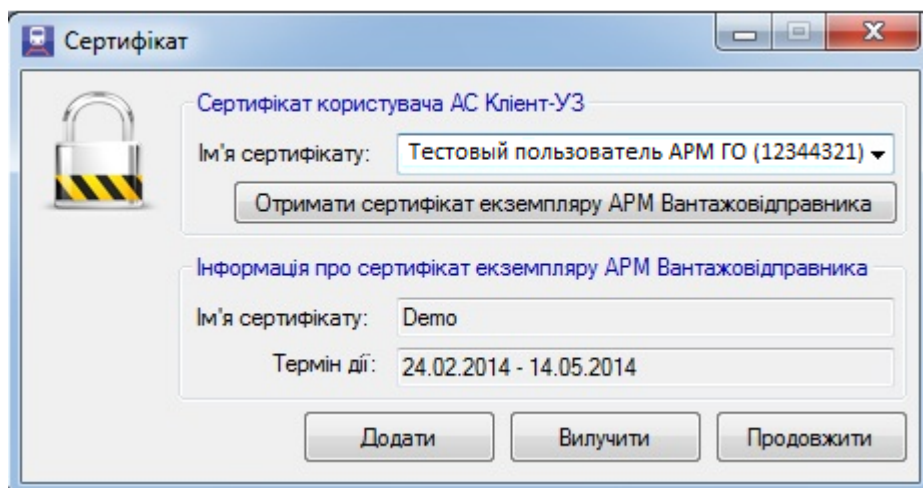 Сертифікат
Сертифікат користувача АС Клієнт-УЗ
Ім'я сертифікату: Тестовый пользователь АРМ ГО (12344321)
Отримати сертифікат екземпляру АРМ Вантажовідправника
Інформація про сертифікат екземпляру АРМ Вантажовідправника
Ім'я сертифікату: Demo
Термін дії: 24.02.2014 - 14.05.2014
Додати Вилучити Продовжити